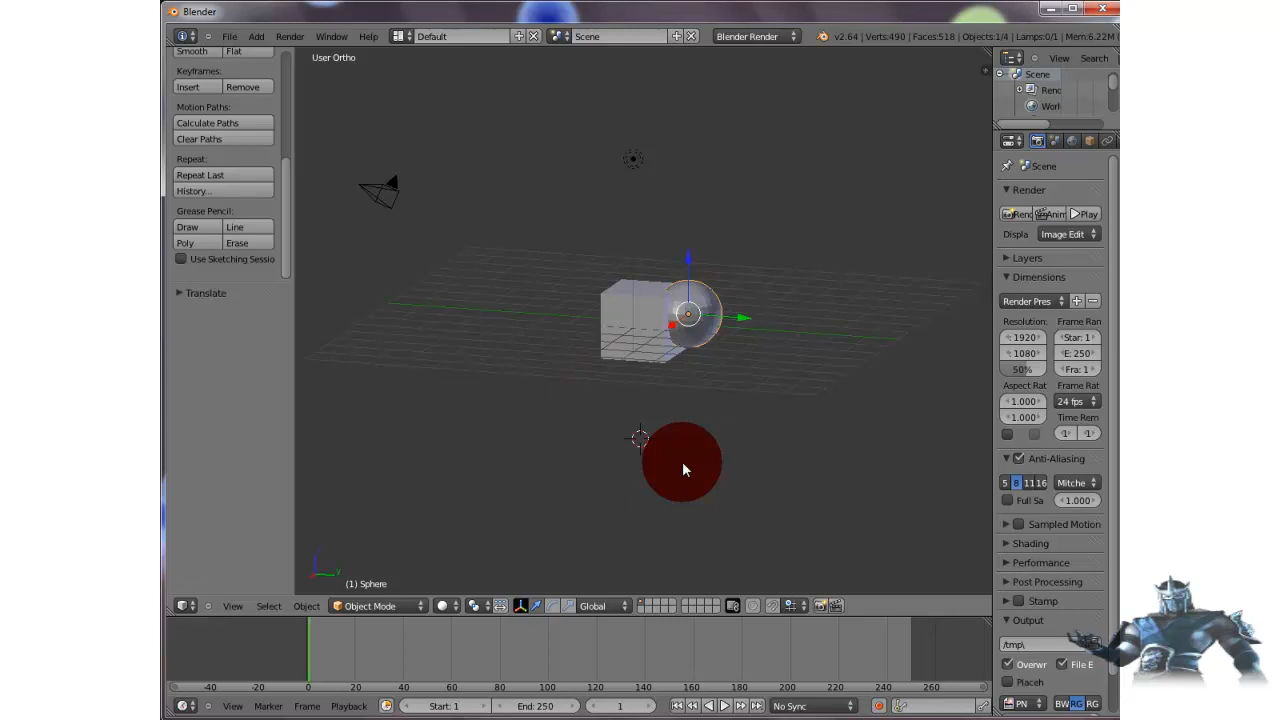 Blender
File Add Render Window Help Default Scene Blender Render v2.64 | Verts:490 | Faces:518 | Objects:1/4 | Lamps:0/1 | Mem:6.22M
Smooth Flat
Keyframes:
Insert Remove
Motion Paths:
Calculate Paths
Clear Paths
Repeat:
Repeat Last
History...
Grease Pencil:
Draw Line
Poly Erase
Use Sketching Sessio
Translate
User Ortho
(1) Sphere
View Select Object Object Mode Global
View Search
Scene
Renc
Worl
Scene
Render
Renc Anin Play
Displa Image Edit
Layers
Dimensions
Render Pres
Resolution: Frame Ran
1920 Star: 1
1080 E: 250
50% Fra: 1
Aspect Rat Frame Rat
1.000 24 fps
1.000 Time Rem
1 1
Anti-Aliasing
5 8 11 16 Mitche
Full Sa 1.000
Sampled Motion
Shading
Performance
Post Processing
Stamp
Output
/tmp\
Overwr File E
Placeh
PN BW RG RG
-40 -20 0 20 40 60 80 100 120 140 160 180 200 220 240 260
View Marker Frame Playback Start: 1 End: 250 1 No Sync